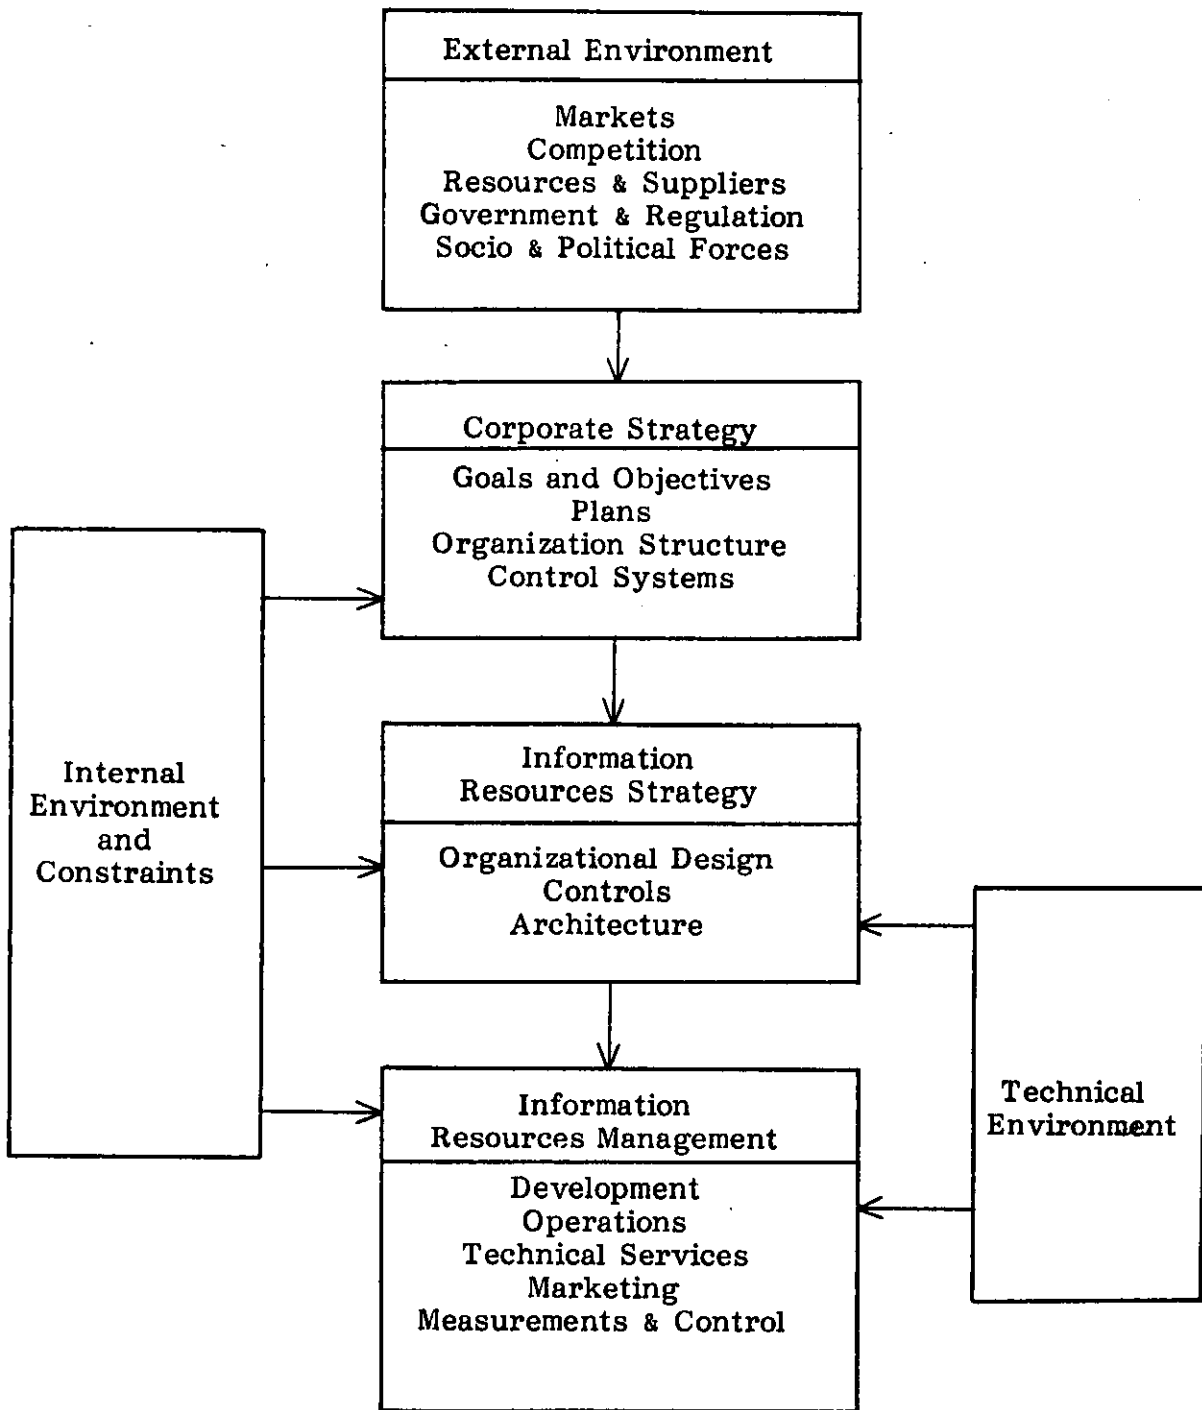 External Environment
Markets
Competition
Resources & Suppliers
Government & Regulation
Socio & Political Forces
Corporate Strategy
Goals and Objectives
Plans
Organization Structure
Control Systems
Internal
Environment
and
Constraints
Information
Resources Strategy
Organizational Design
Controls
Architecture
Technical
Environment
Information
Resources Management
Development
Operations
Technical Services
Marketing
Measurements & Control